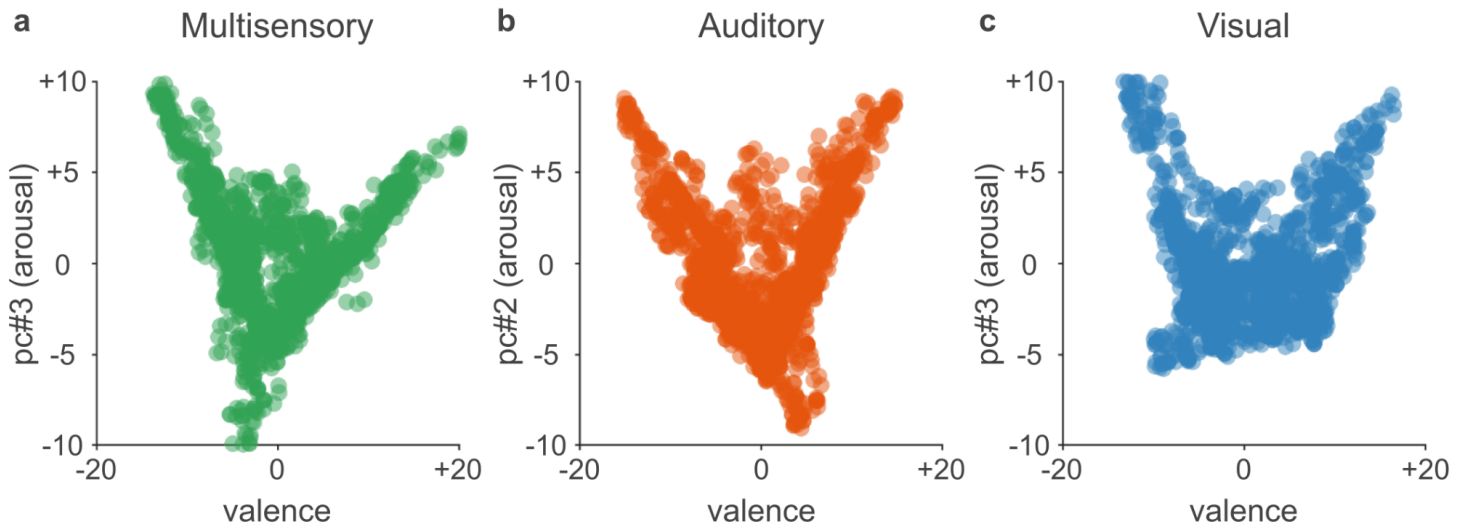 a Multisensory
+10
+5
0
-5
-10
-20 0 +20
pc#3 (arousal)
valence
b Auditory
+10
+5
0
-5
-10
-20 0 +20
pc#2 (arousal)
valence
c Visual
+10
+5
0
-5
-10
-20 0 +20
pc#3 (arousal)
valence